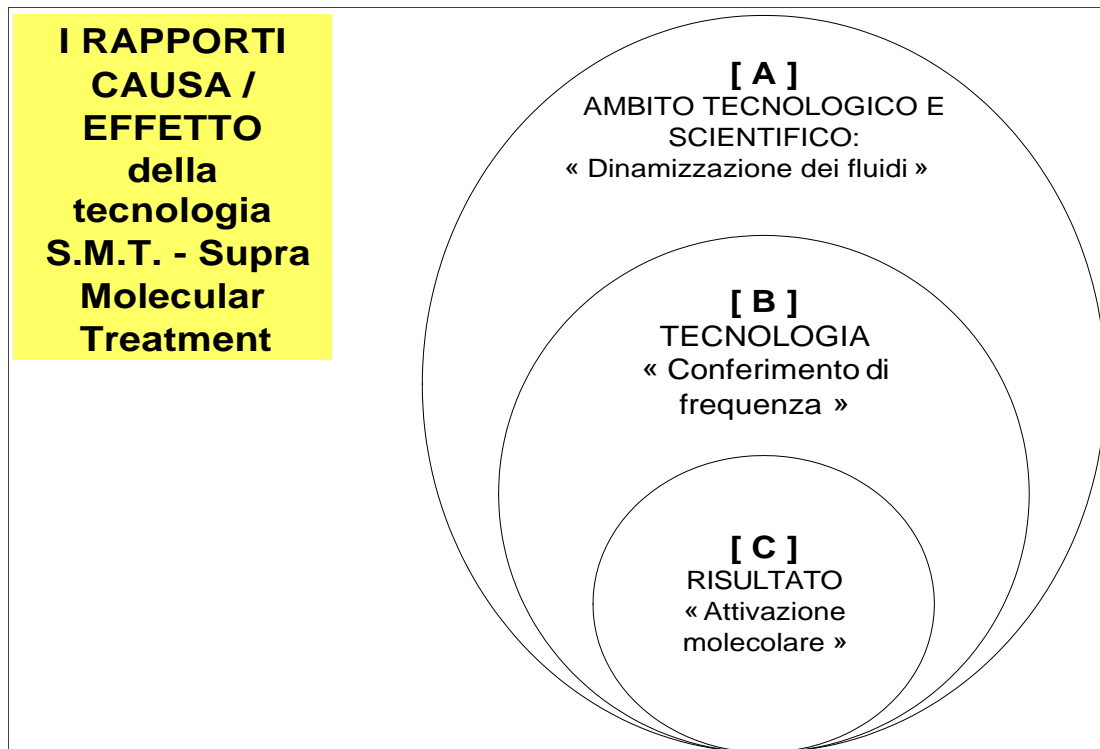 I RAPPORTI
CAUSA /
EFFETTO
della
tecnologia
S.M.T. - Supra
Molecular
Treatment
[ A ]
AMBITO TECNOLOGICO E
SCIENTIFICO:
« Dinamizzazione dei fluidi »
[ B ]
TECNOLOGIA
« Conferimento di
frequenza »
[ C ]
RISULTATO
« Attivazione
molecolare »